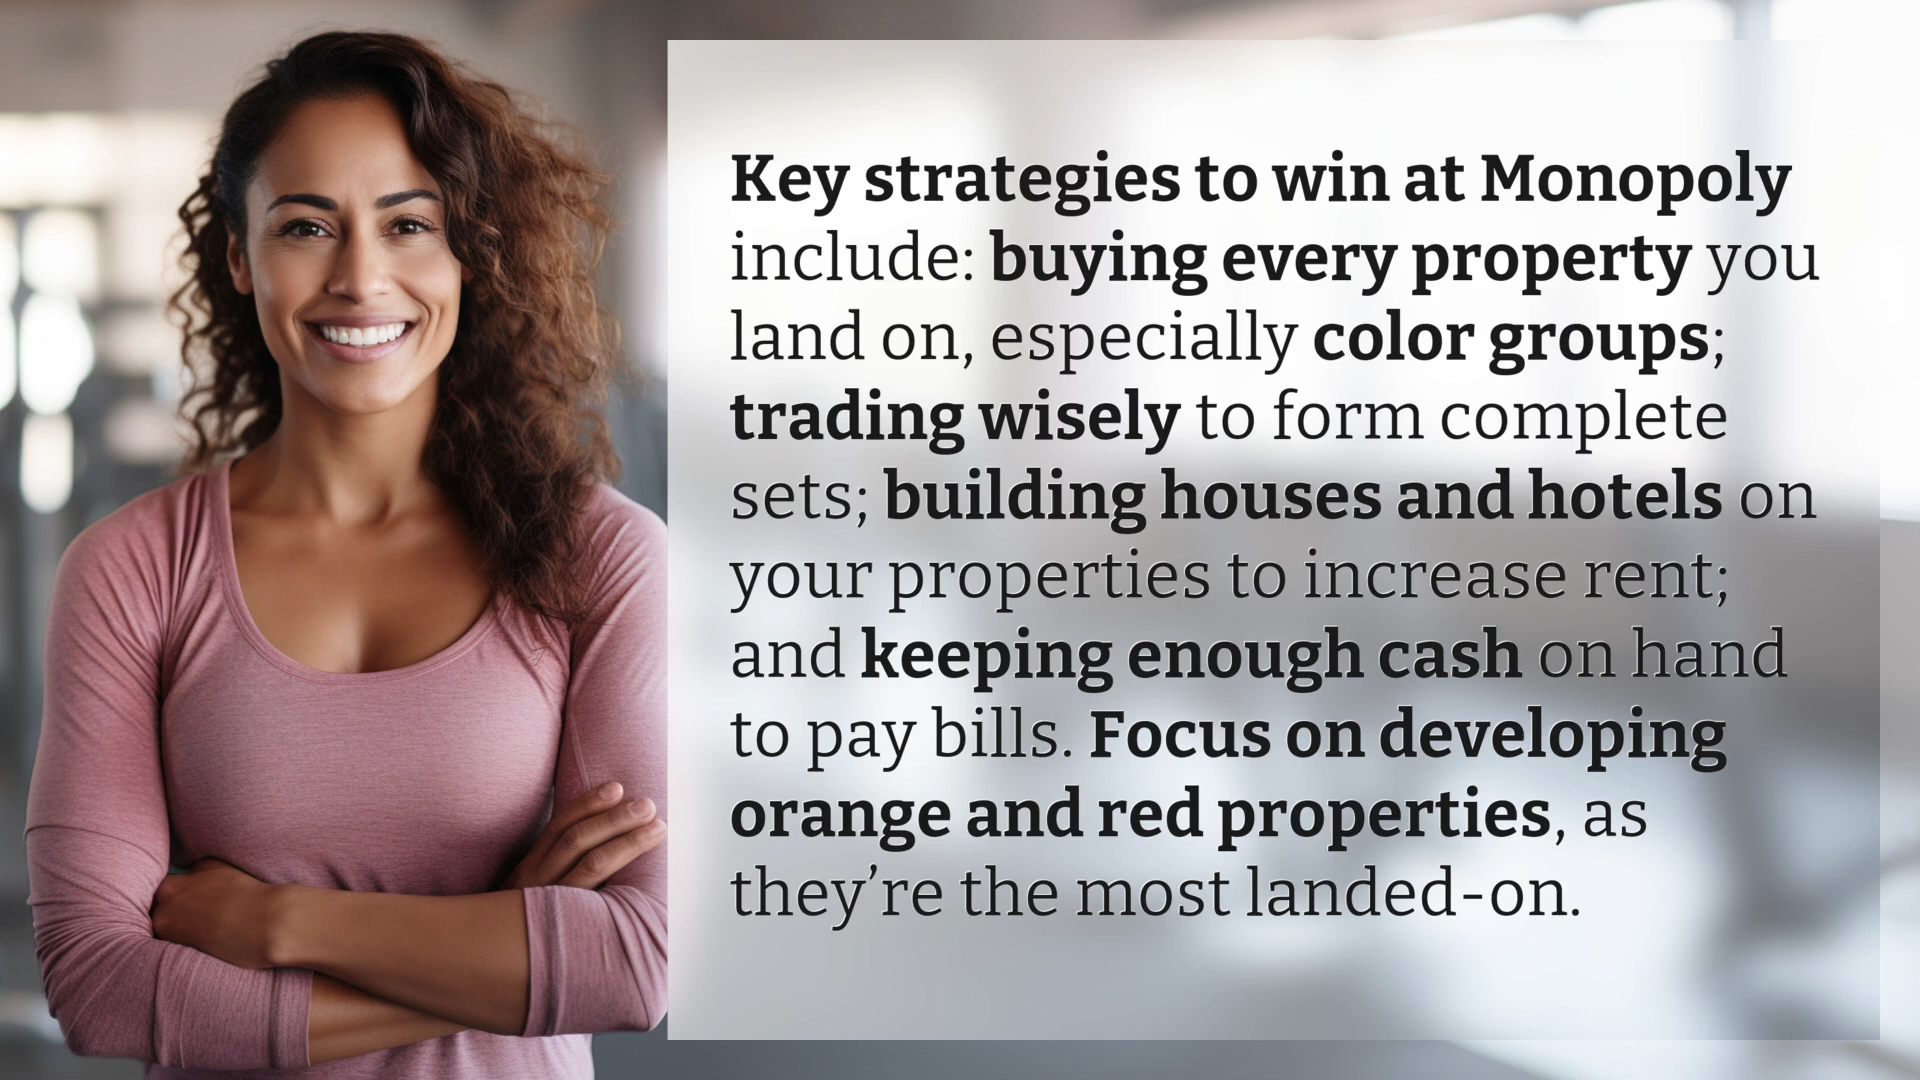 Key strategies to win at Monopoly
include: buying every property you
land on, especially color groups;
trading wisely to form complete
sets; building houses and hotels on
your properties to increase rent;
and keeping enough cash on hand
to pay bills. Focus on developing
orange and red properties, as
they’re the most landed-on.